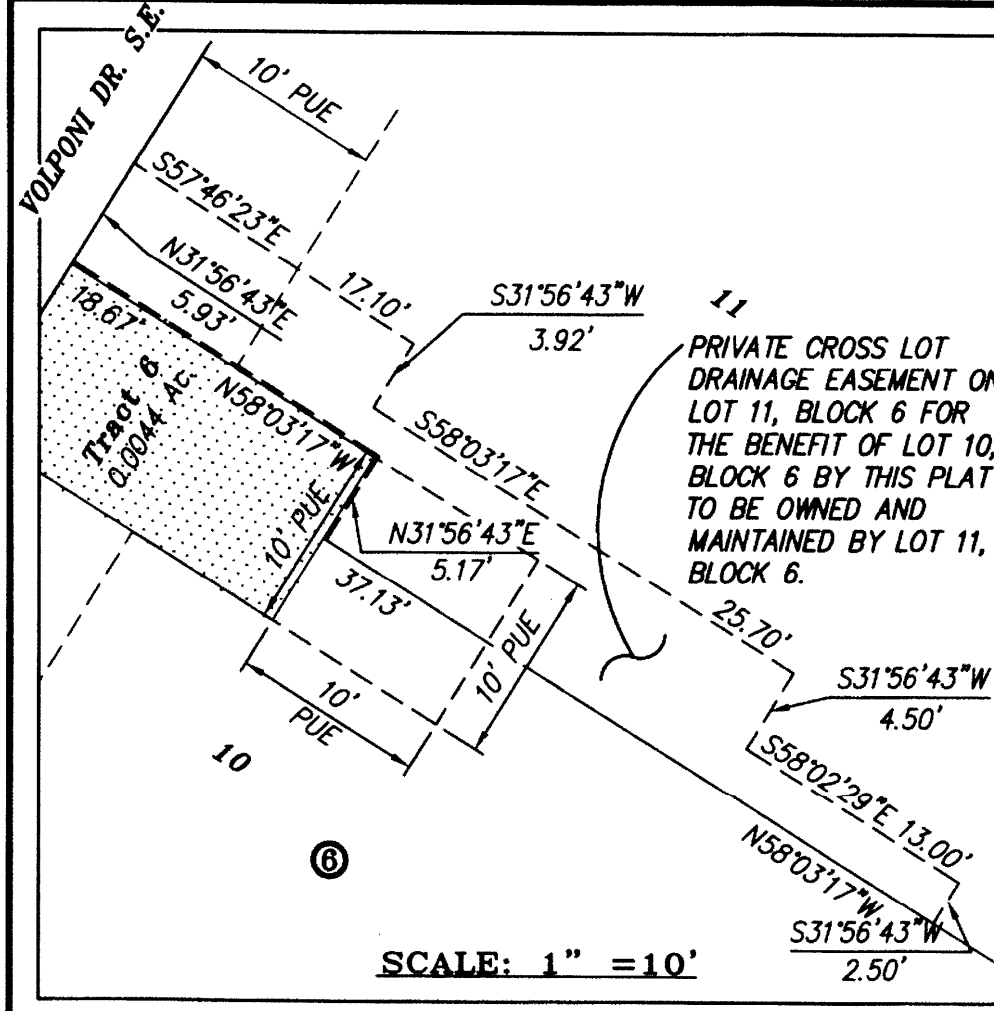 VOLPONI DR. S.E.
10' PUE
S57°46'23"E
17.10'
N31°56'43"E
5.93'
18.67'
N58°03'17"W
Tract 6
0.0044 Ac.
10' PUE
S31°56'43"W
3.92'
11
PRIVATE CROSS LOT
DRAINAGE EASEMENT ON
LOT 11, BLOCK 6 FOR
THE BENEFIT OF LOT 10,
BLOCK 6 BY THIS PLAT
TO BE OWNED AND
MAINTAINED BY LOT 11,
BLOCK 6.
S58°03'17"E
25.70'
N31°56'43"E
5.17'
37.13'
10' PUE
10'
PUE
S31°56'43"W
4.50'
S58°02'29"E 13.00'
N58°03'17"W
S31°56'43"W
2.50'
10
6
SCALE: 1" =10'